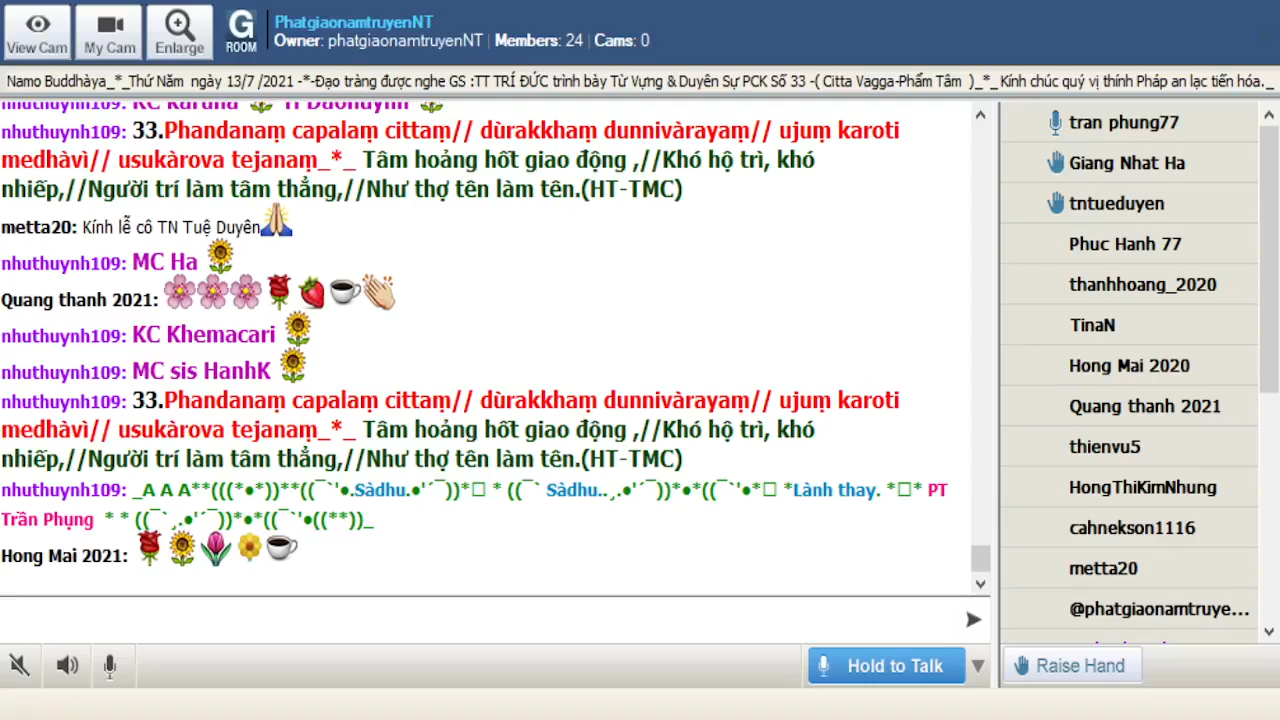 View Cam
My Cam
Enlarge
G
ROOM
PhatgiaonamtruyenNT
Owner: phatgiaonamtruyenNT | Members: 24 | Cams: 0
Namo Buddhàya_*_Thứ Năm ngày 13/7 /2021 -*-Đạo tràng được nghe GS :TT TRÍ ĐỨC trình bày Từ Vựng & Duyên Sự PCK Số 33 -( Citta Vagga-Phẩm Tâm )_*_Kính chúc quý vị thính Pháp an lạc tiến hóa._
nhuthuynh109: KC Karuna
nhuthuynh109: 33.Phandanaṃ capalaṃ cittaṃ// dùrakkhaṃ dunnivàrayaṃ// ujuṃ karoti
medhàvì// usukàrova tejanaṃ_*_ Tâm hoảng hốt giao động ,//Khó hộ trì, khó
nhiếp,//Người trí làm tâm thẳng,//Như thợ tên làm tên.(HT-TMC)
metta20: Kính lễ cô TN Tuệ Duyên
nhuthuynh109: MC Ha
Quang thanh 2021:
nhuthuynh109: KC Khemacari
nhuthuynh109: MC sis HanhK
nhuthuynh109: 33.Phandanaṃ capalaṃ cittaṃ// dùrakkhaṃ dunnivàrayaṃ// ujuṃ karoti
medhàvì// usukàrova tejanaṃ_*_ Tâm hoảng hốt giao động ,//Khó hộ trì, khó
nhiếp,//Người trí làm tâm thẳng,//Như thợ tên làm tên.(HT-TMC)
nhuthuynh109: _A A A**(((*•*))**((¯`'•.Sàdhu.•'´¯))*•□ * ((¯` Sàdhu..¸.•'´¯))*•*((¯`'•*□ *Lành thay. *□* PT
Trần Phụng * * ((¯`¸.•'´¯))*•*((¯`'•((**))_
Hong Mai 2021:
Hold to Talk
tran phung77
Giang Nhat Ha
tntueduyen
Phuc Hanh 77
thanhhoang_2020
TinaN
Hong Mai 2020
Quang thanh 2021
thienvu5
HongThiKimNhung
cahnekson1116
metta20
@phatgiaonamtruye...
Raise Hand